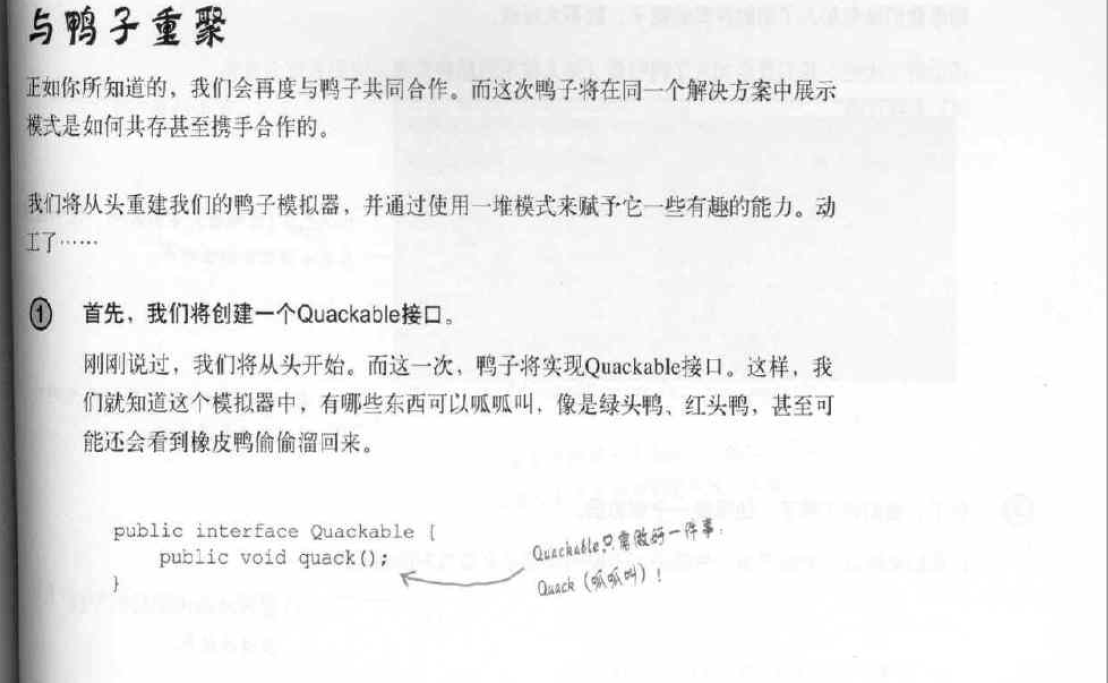 与鸭子重聚
正如你所知道的，我们会再度与鸭子共同合作。而这次鸭子将在同一个解决方案中展示
模式是如何共存甚至携手合作的。
我们将从头重建我们的鸭子模拟器，并通过使用一堆模式来赋予它一些有趣的能力。动
工了……
① 首先，我们将创建一个Quackable接口。
刚刚说过，我们将从头开始。而这一次，鸭子将实现Quackable接口。这样，我
们就知道这个模拟器中，有哪些东西可以呱呱叫，像是绿头鸭、红头鸭，甚至可
能还会看到橡皮鸭偷偷溜回来。
public interface Quackable {
public void quack();
}
Quackable只需做好一件事：
Quack（呱呱叫）！